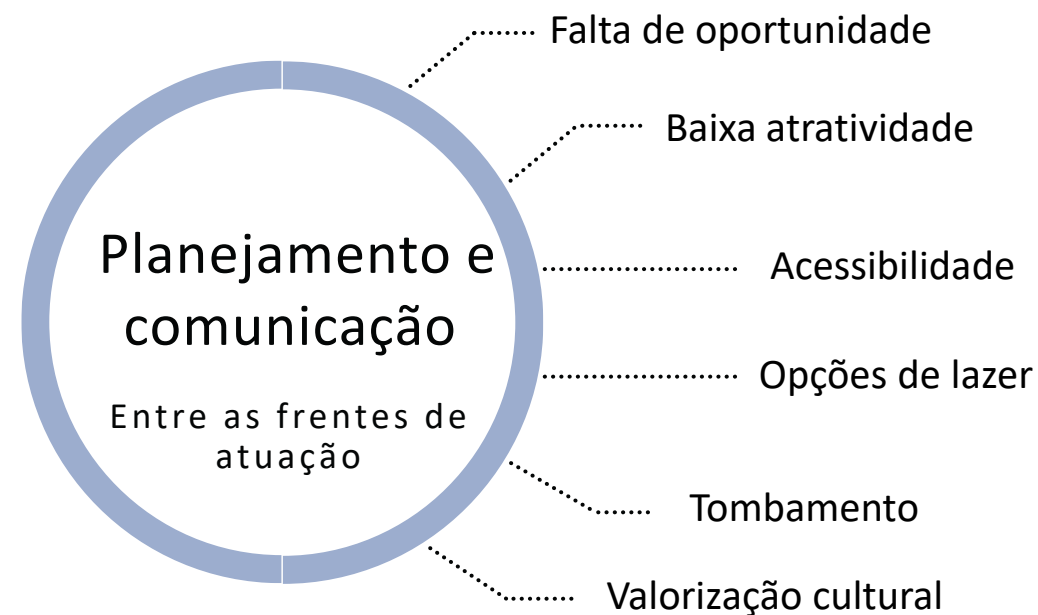 Planejamento e
comunicação
Entre as frentes de
atuação
Falta de oportunidade
Baixa atratividade
Acessibilidade
Opções de lazer
Tombamento
Valorização cultural